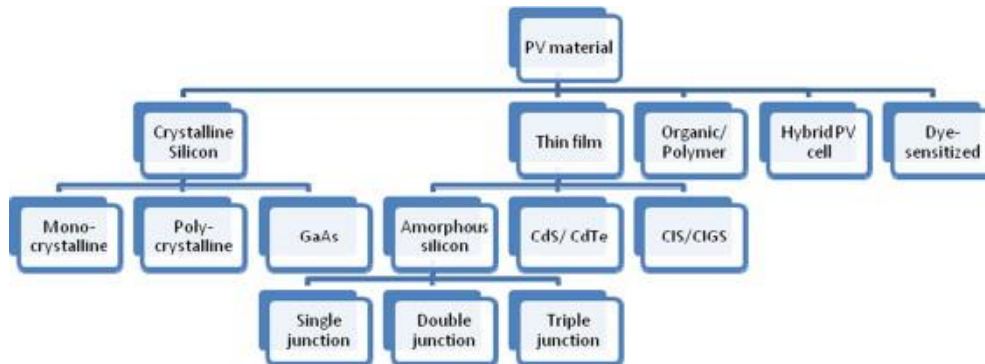 PV material
Crystalline
Silicon
Thin film
Organic/
Polymer
Hybrid PV
cell
Dye-
sensitized
Mono-
crystalline
Poly-
crystalline
GaAs
Amorphous
silicon
CdS/ CdTe
CIS/CIGS
Single
junction
Double
junction
Triple
junction